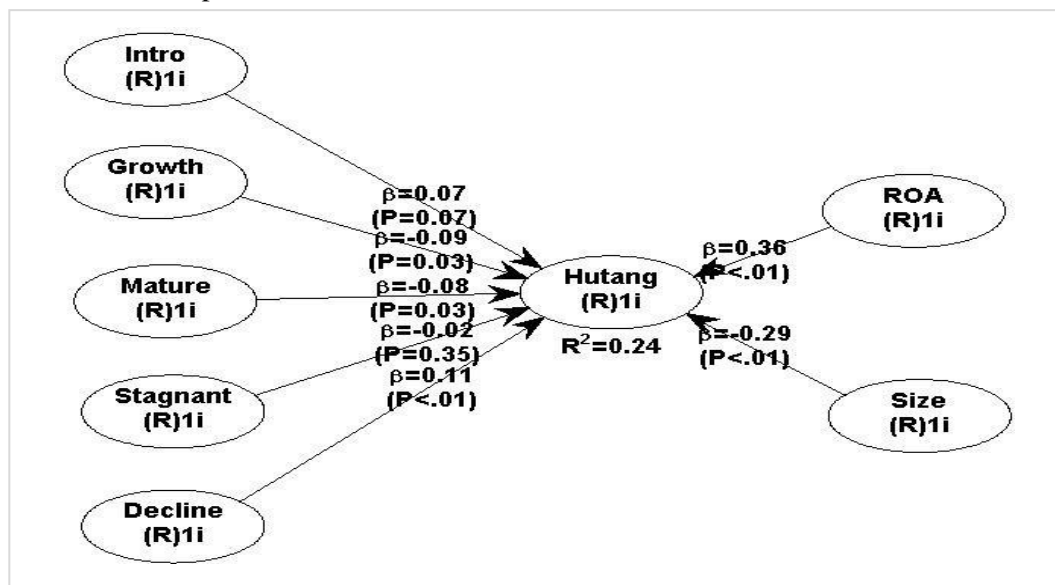 Intro
(R)1i
Growth
(R)1i
Mature
(R)1i
Stagnant
(R)1i
Decline
(R)1i
β=0.07
(P=0.07)
β=-0.09
(P=0.03)
β=-0.08
(P=0.03)
β=-0.02
(P=0.35)
β=0.11
(P<.01)
Hutang
(R)1i
R²=0.24
β=0.36
(P<.01)
β=-0.29
(P<.01)
ROA
(R)1i
Size
(R)1i